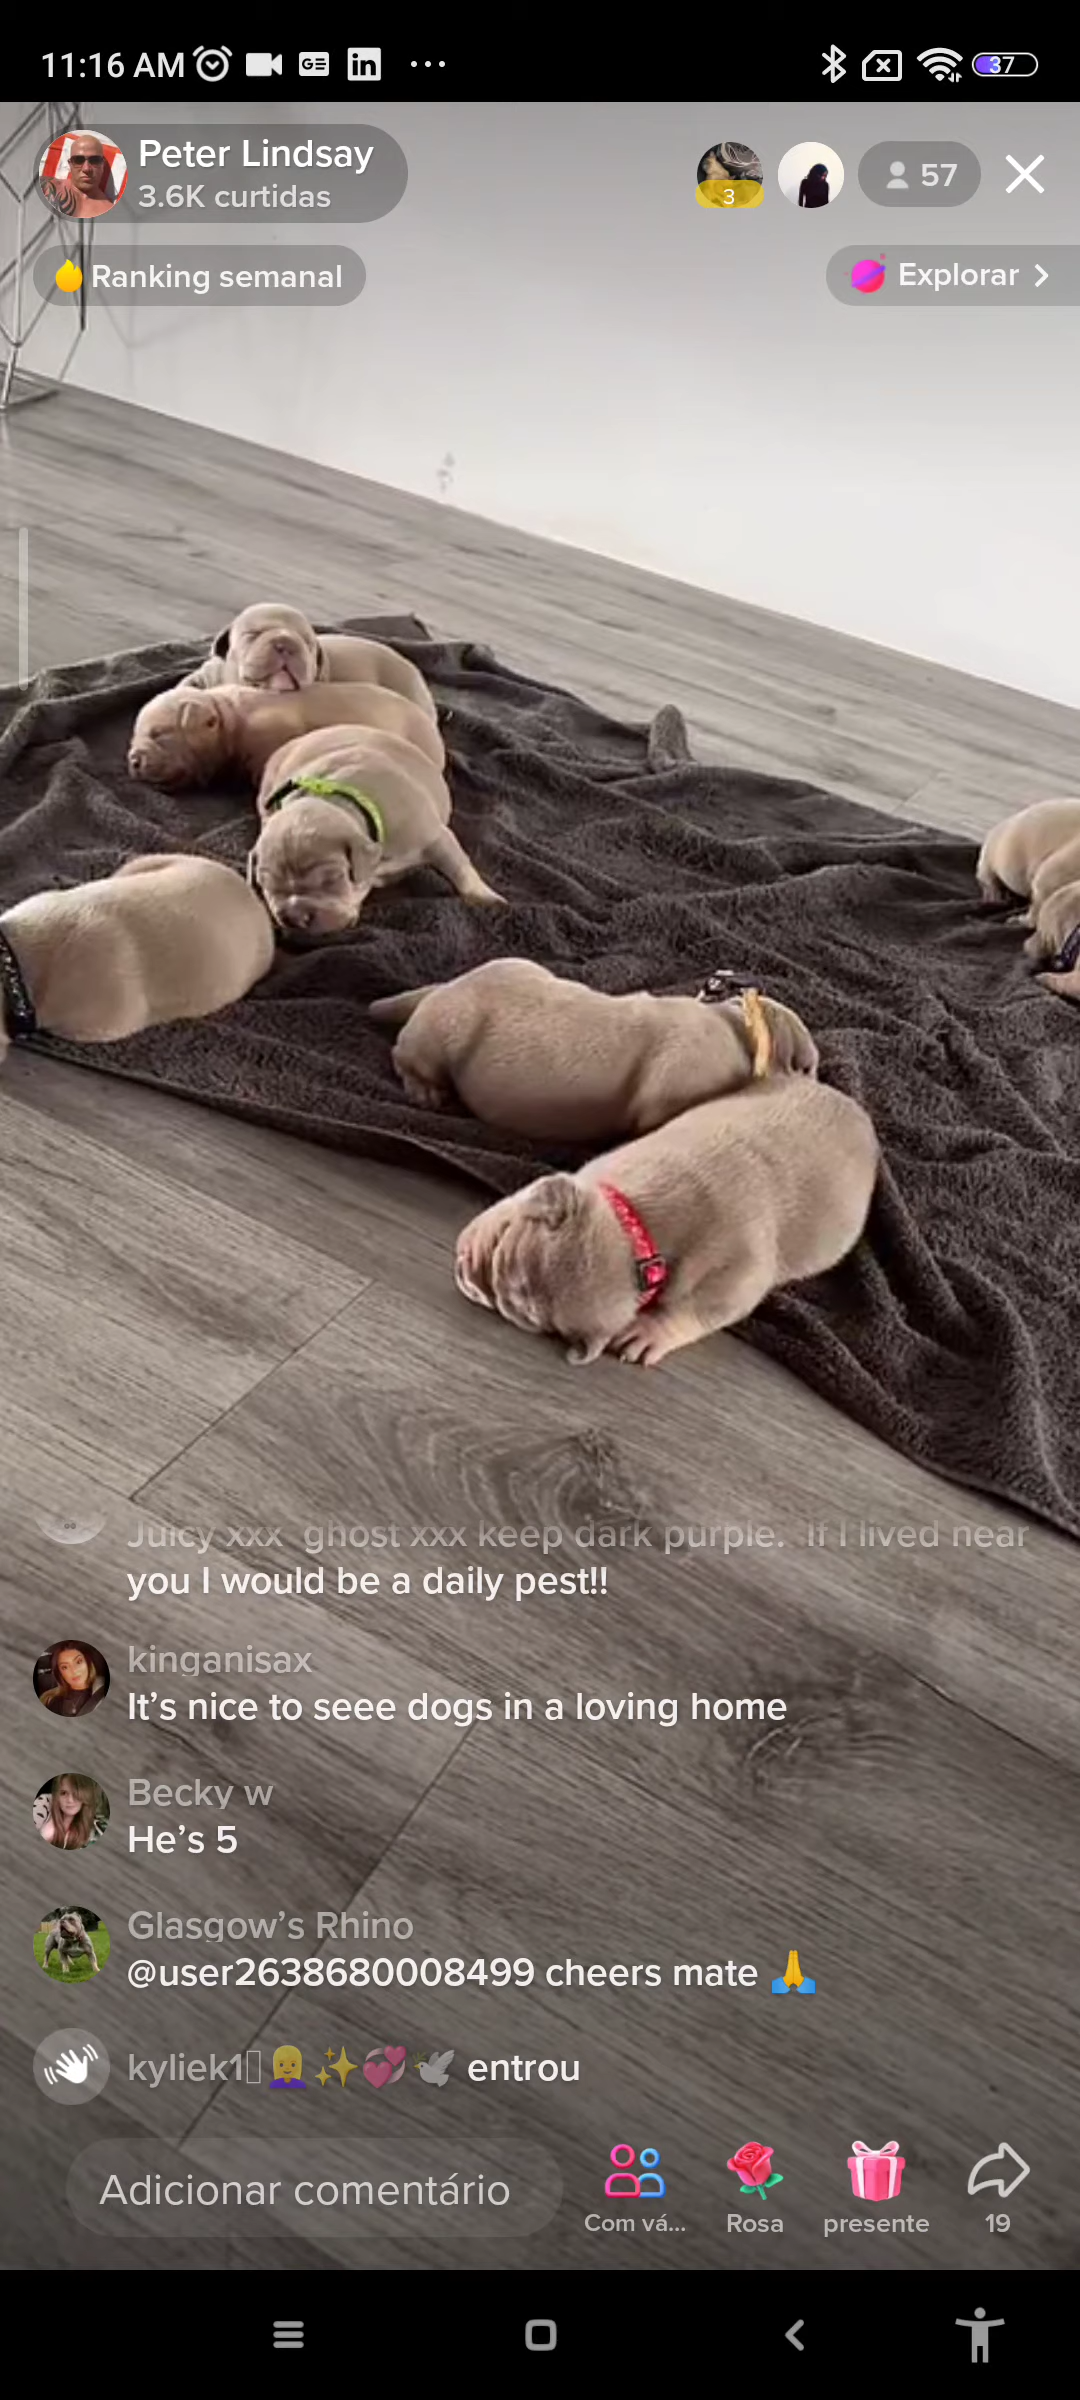 11:16 AM
37
Peter Lindsay
3.6K curtidas
3
57
Ranking semanal
Explorar
Juicy xxx ghost xxx keep dark purple. If I lived near
you I would be a daily pest!!
kinganisax
It's nice to seee dogs in a loving home
Becky w
He's 5
Glasgow's Rhino
@user2638680008499 cheers mate 🙏
kyliek1👱‍♀️✨💞🕊 entrou
Adicionar comentário
Com vá...
Rosa
presente
19